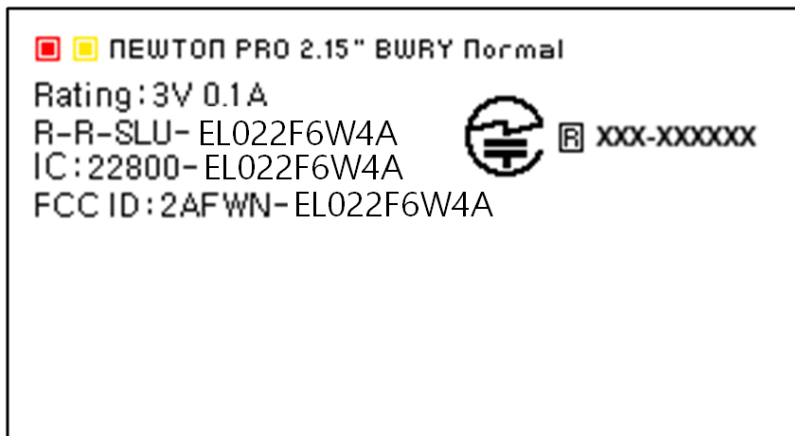 NEWTON PRO 2.15" BWRY Normal
Rating:3V 0.1A
R-R-SLU-EL022F6W4A
R XXX-XXXXXX
IC:22800-EL022F6W4A
FCC ID:2AFWN-EL022F6W4A